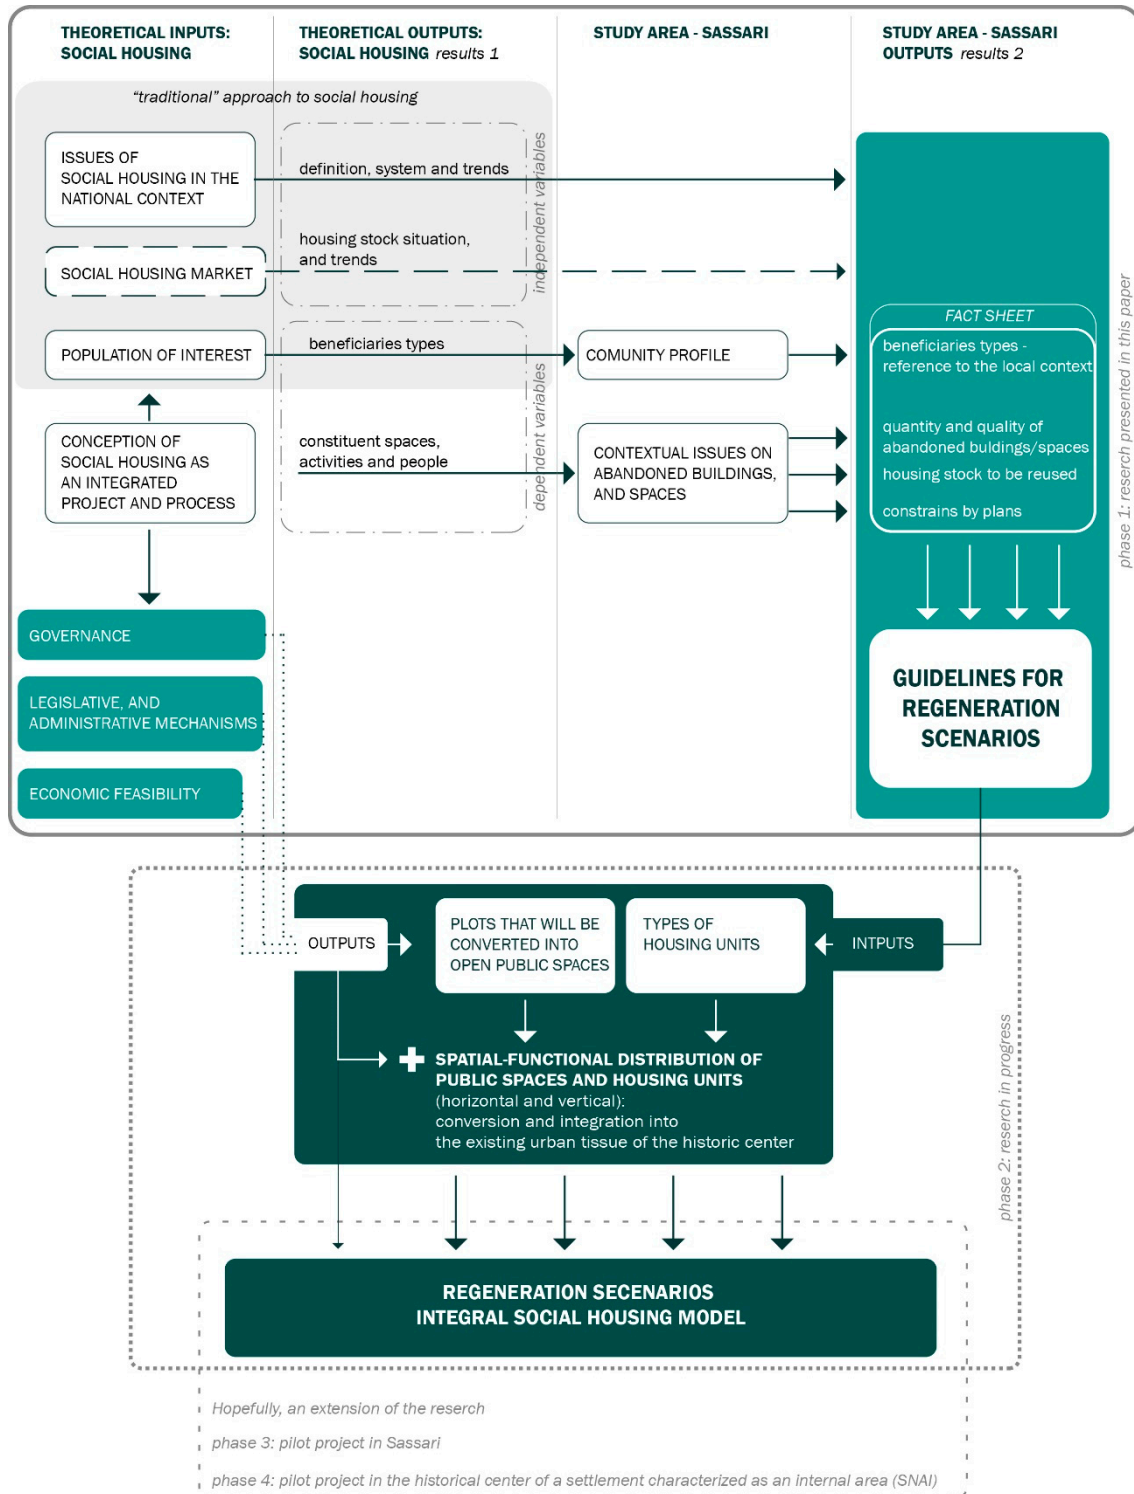 THEORETICAL INPUTS:
SOCIAL HOUSING
THEORETICAL OUTPUTS:
SOCIAL HOUSING results 1
STUDY AREA - SASSARI
STUDY AREA - SASSARI
OUTPUTS results 2
“traditional” approach to social housing
ISSUES OF
SOCIAL HOUSING IN THE
NATIONAL CONTEXT
definition, system and trends
SOCIAL HOUSING MARKET
housing stock situation,
and trends
independent variables
POPULATION OF INTEREST
beneficiaries types
COMUNITY PROFILE
FACT SHEET
beneficiaries types -
reference to the local context
CONCEPTION OF
SOCIAL HOUSING AS
AN INTEGRATED
PROJECT AND PROCESS
constituent spaces,
activities and people
dependent variables
CONTEXTUAL ISSUES ON
ABANDONED BUILDINGS,
AND SPACES
quantity and quality of
abandoned buldings/spaces
housing stock to be reused
constrains by plans
phase 1: reserch presented in this paper
GOVERNANCE
LEGISLATIVE, AND
ADMINISTRATIVE MECHANISMS
ECONOMIC FEASIBILITY
GUIDELINES FOR
REGENERATION
SCENARIOS
OUTPUTS
PLOTS THAT WILL BE
CONVERTED INTO
OPEN PUBLIC SPACES
TYPES OF
HOUSING UNITS
INTPUTS
SPATIAL-FUNCTIONAL DISTRIBUTION OF
PUBLIC SPACES AND HOUSING UNITS
(horizontal and vertical):
conversion and integration into
the existing urban tissue of the historic center
phase 2: reserch in progress
REGENERATION SECENARIOS
INTEGRAL SOCIAL HOUSING MODEL
Hopefully, an extension of the reserch
phase 3: pilot project in Sassari
phase 4: pilot project in the historical center of a settlement characterized as an internal area (SNAI)